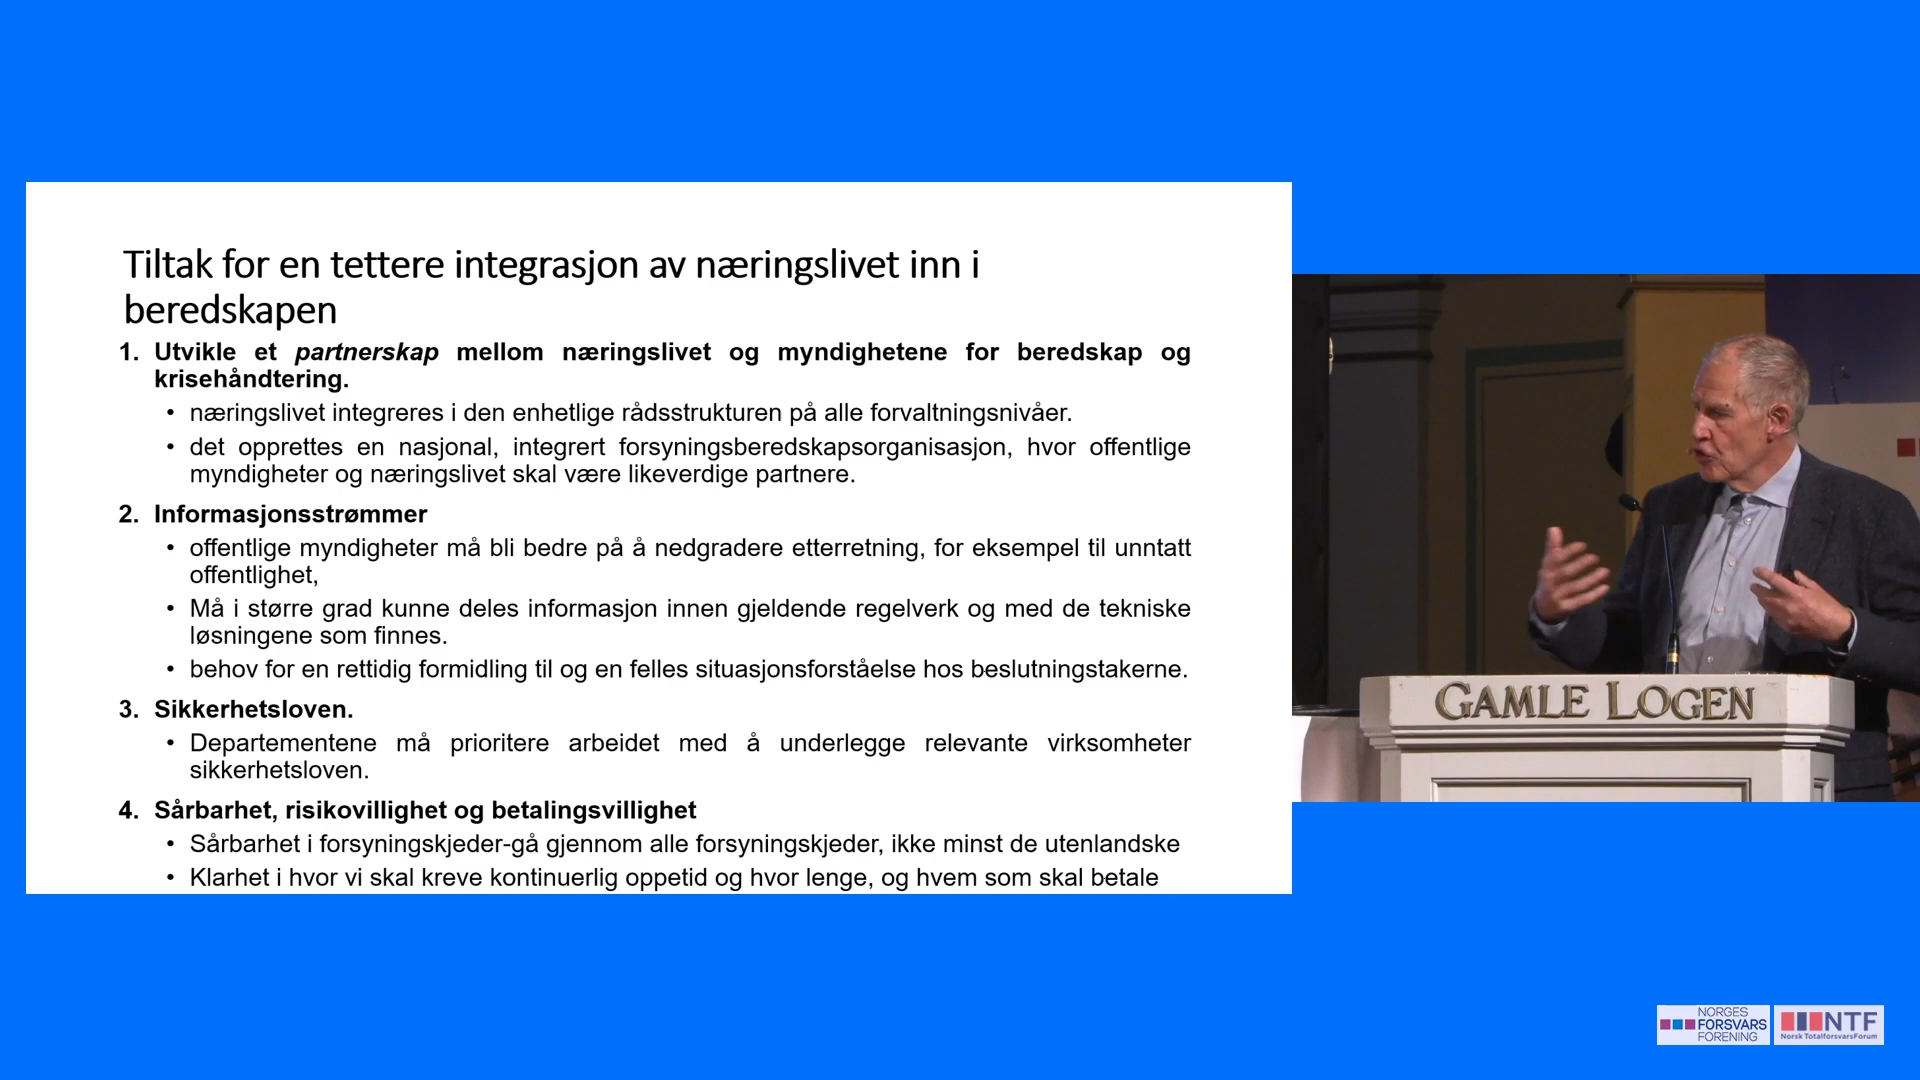 Tiltak for en tettere integrasjon av næringslivet inn i
beredskapen
1. Utvikle et partnerskap mellom næringslivet og myndighetene for beredskap og
krisehåndtering.
• næringslivet integreres i den enhetlige rådsstrukturen på alle forvaltningsnivåer.
• det opprettes en nasjonal, integrert forsyningsberedskapsorganisasjon, hvor offentlige
myndigheter og næringslivet skal være likeverdige partnere.
2. Informasjonsstrømmer
• offentlige myndigheter må bli bedre på å nedgradere etterretning, for eksempel til unntatt
offentlighet,
• Må i større grad kunne deles informasjon innen gjeldende regelverk og med de tekniske
løsningene som finnes.
• behov for en rettidig formidling til og en felles situasjonsforståelse hos beslutningstakerne.
3. Sikkerhetsloven.
• Departementene må prioritere arbeidet med å underlegge relevante virksomheter
sikkerhetsloven.
4. Sårbarhet, risikovillighet og betalingsvillighet
• Sårbarhet i forsyningskjeder-gå gjennom alle forsyningskjeder, ikke minst de utenlandske
• Klarhet i hvor vi skal kreve kontinuerlig oppetid og hvor lenge, og hvem som skal betale
GAMLE LOGEN
NORGES
FORSVARS
FORENING
NTF
Norsk TotalforsvarsForum